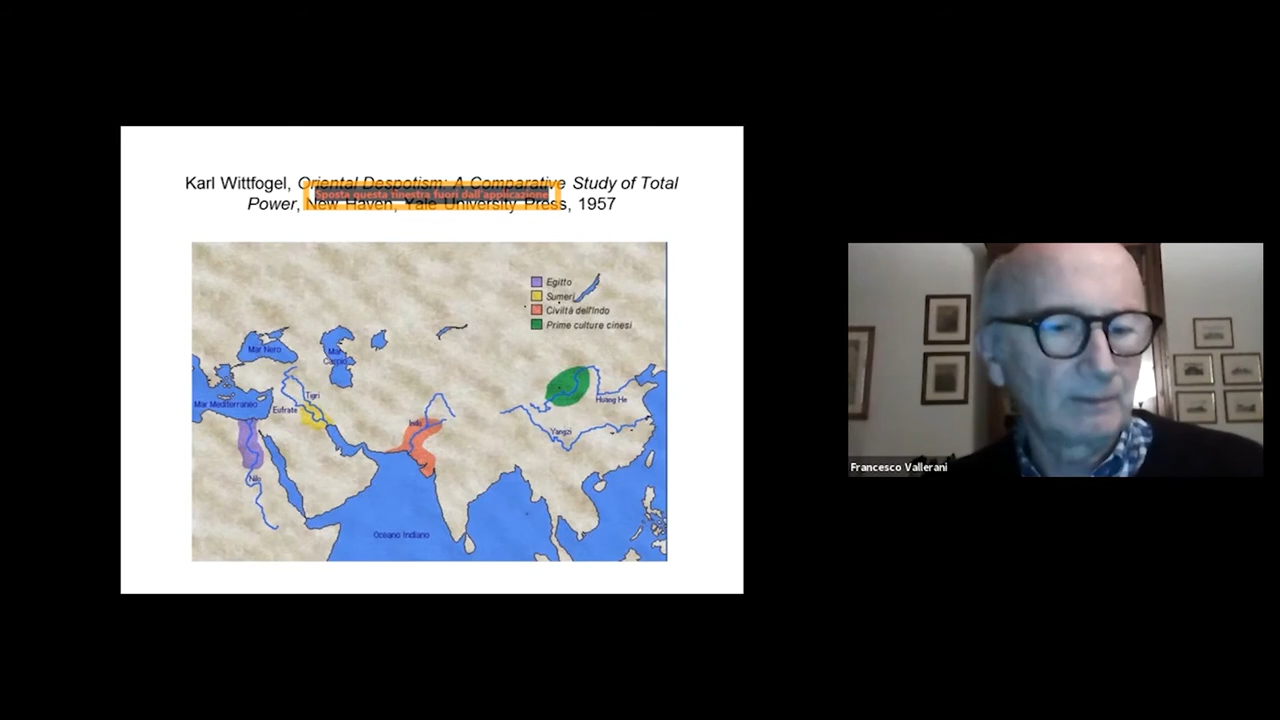 Karl Wittfogel, Oriental Despotism: A Comparative Study of Total
Power, New Haven, Yale University Press, 1957
Sposta questa finestra fuori dall'applicazione
Egitto
Sumeri
Civiltà dell'Indo
Prime culture cinesi
Mar Nero
Mar
Caspio
Tigri
Eufrate
Mar Mediterraneo
Huang He
Indo
Yangzi
Nilo
Oceano Indiano
Francesco Vallerani